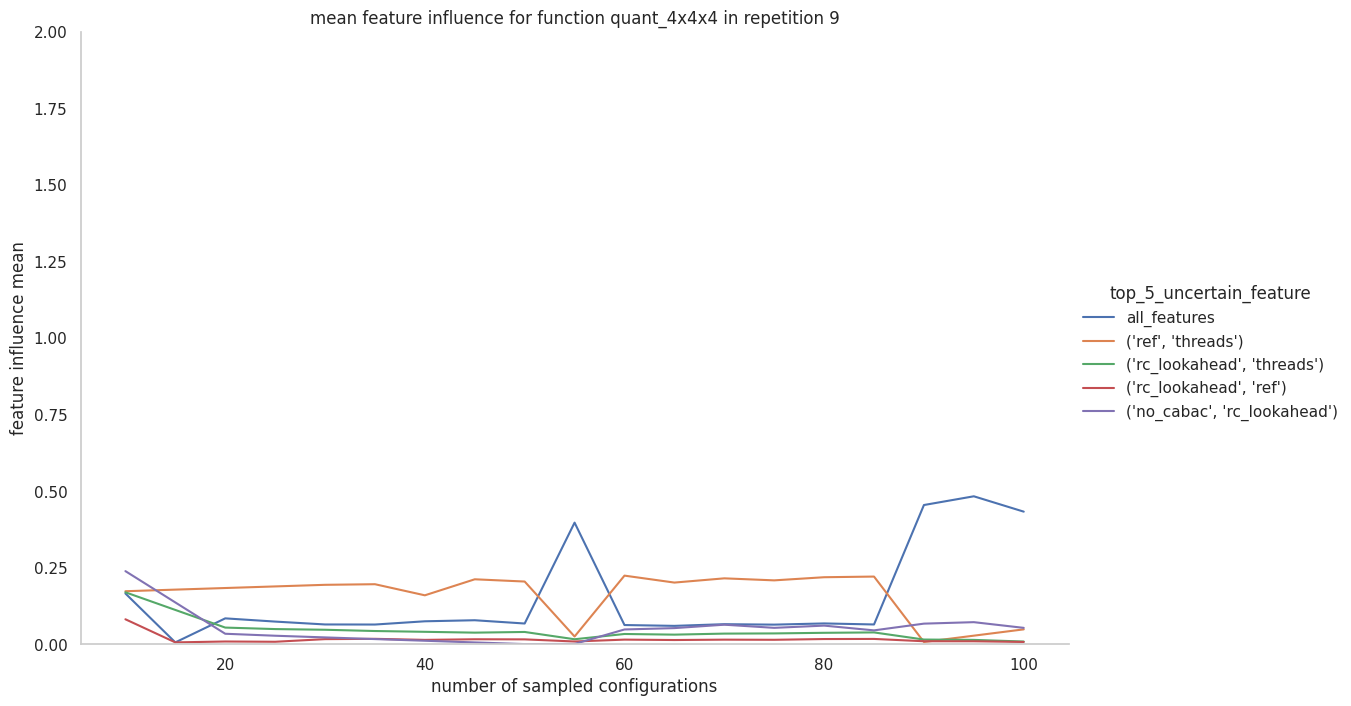 mean feature influence for function quant_4x4x4 in repetition 9
2.00
1.75
1.50
1.25
1.00
0.75
0.50
0.25
0.00
feature influence mean
20
40
60
80
100
number of sampled configurations
top_5_uncertain_feature
all_features
('ref', 'threads')
('rc_lookahead', 'threads')
('rc_lookahead', 'ref')
('no_cabac', 'rc_lookahead')